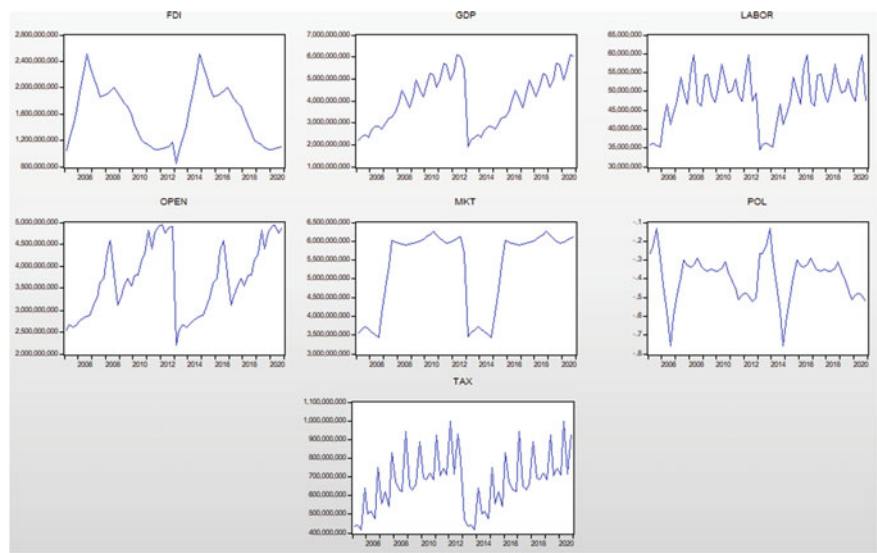 FDI GDP LABOR
2,800,000,000 7,000,000,000 65,000,000
2,400,000,000 6,000,000,000 60,000,000
2,000,000,000 5,000,000,000 55,000,000
1,600,000,000 4,000,000,000 50,000,000
1,200,000,000 3,000,000,000 45,000,000
800,000,000 2,000,000,000 40,000,000
1,000,000,000 35,000,000
30,000,000
2006 2008 2010 2012 2014 2016 2018 2020 2006 2008 2010 2012 2014 2016 2018 2020 2006 2008 2010 2012 2014 2016 2018 2020
OPEN MKT POL
5,000,000,000 6,500,000,000 -.1
4,500,000,000 6,000,000,000 -.2
4,000,000,000 5,500,000,000 -.3
3,500,000,000 5,000,000,000 -.4
3,000,000,000 4,500,000,000 -.5
2,500,000,000 4,000,000,000 -.6
2,000,000,000 3,500,000,000 -.7
3,000,000,000 -.8
2006 2008 2010 2012 2014 2016 2018 2020 2006 2008 2010 2012 2014 2016 2018 2020 2006 2008 2010 2012 2014 2016 2018 2020
TAX
1,100,000,000
1,000,000,000
900,000,000
800,000,000
700,000,000
600,000,000
500,000,000
400,000,000
2006 2008 2010 2012 2014 2016 2018 2020